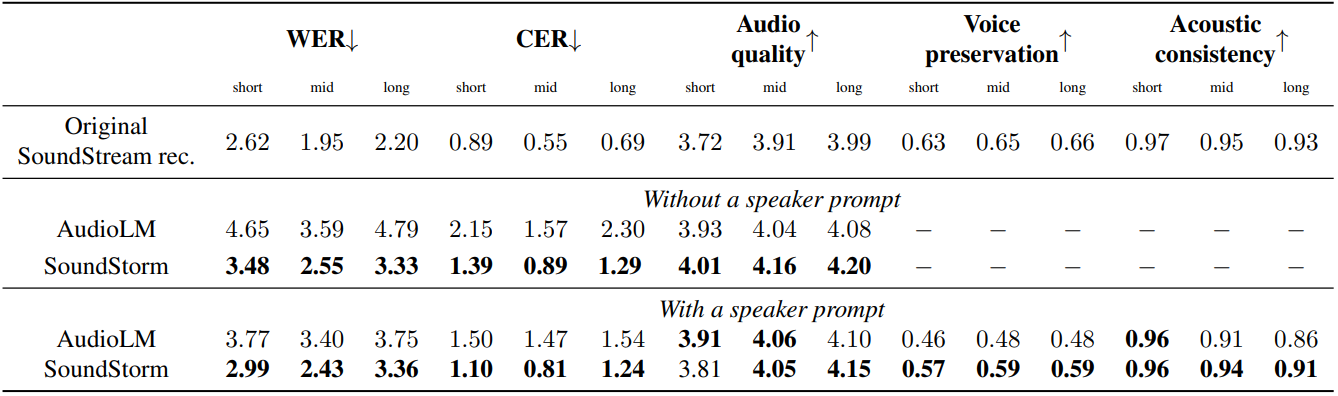 WER↓ CER↓ Audio quality↑ Voice preservation↑ Acoustic consistency↑
short mid long short mid long short mid long short mid long short mid long
Original SoundStream rec. 2.62 1.95 2.20 0.89 0.55 0.69 3.72 3.91 3.99 0.63 0.65 0.66 0.97 0.95 0.93
Without a speaker prompt
AudioLM 4.65 3.59 4.79 2.15 1.57 2.30 3.93 4.04 4.08 – – – – – –
SoundStorm 3.48 2.55 3.33 1.39 0.89 1.29 4.01 4.16 4.20 – – – – – –
With a speaker prompt
AudioLM 3.77 3.40 3.75 1.50 1.47 1.54 3.91 4.06 4.10 0.46 0.48 0.48 0.96 0.91 0.86
SoundStorm 2.99 2.43 3.36 1.10 0.81 1.24 3.81 4.05 4.15 0.57 0.59 0.59 0.96 0.94 0.91